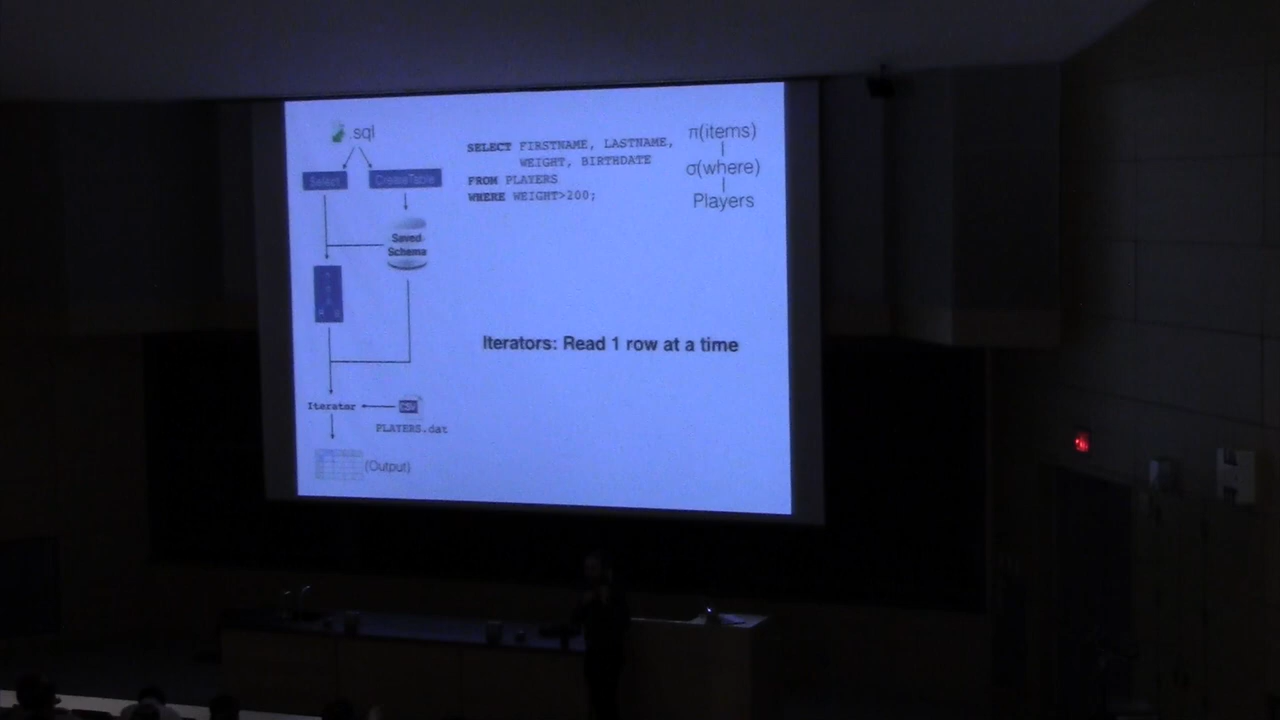 .sql
Select CreateTable
Saved
Schema
Iterator
CSV
PLAYERS.dat
(Output)
SELECT FIRSTNAME, LASTNAME,
WEIGHT, BIRTHDATE
FROM PLAYERS
WHERE WEIGHT>200;
π(items)
σ(where)
Players
Iterators: Read 1 row at a time